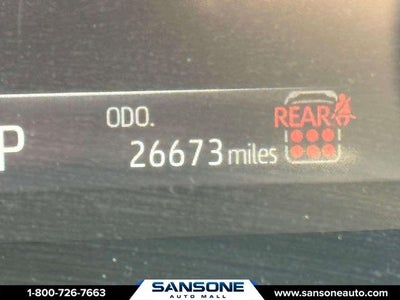 ODO.
REAR
P
26673 miles
1-800-726-7663
SANSONE
AUTO MALL
www.sansoneauto.com